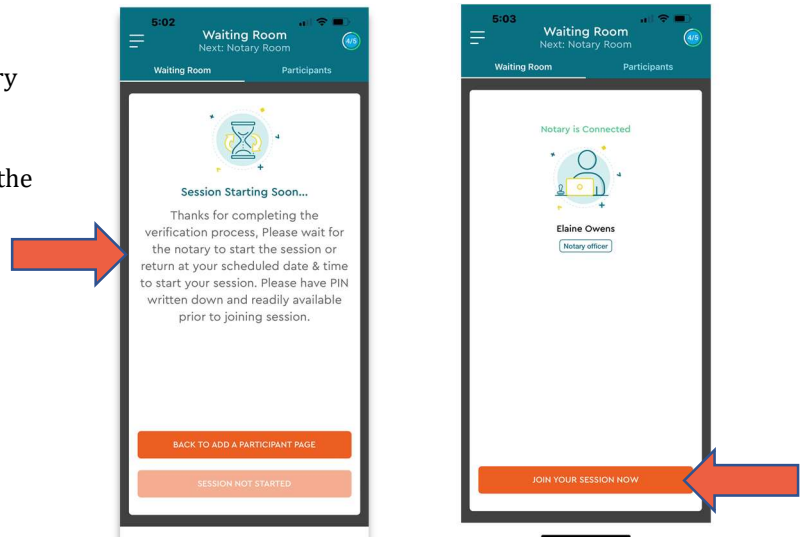 ry
the
5:02
Waiting Room
Next: Notary Room
4/5
Waiting Room Participants
Session Starting Soon...
Thanks for completing the
verification process, Please wait for
the notary to start the session or
return at your scheduled date & time
to start your session. Please have PIN
written down and readily available
prior to joining session.
BACK TO ADD A PARTICIPANT PAGE
SESSION NOT STARTED
5:03
Waiting Room
Next: Notary Room
4/5
Waiting Room Participants
Notary is Connected
Elaine Owens
Notary officer
JOIN YOUR SESSION NOW